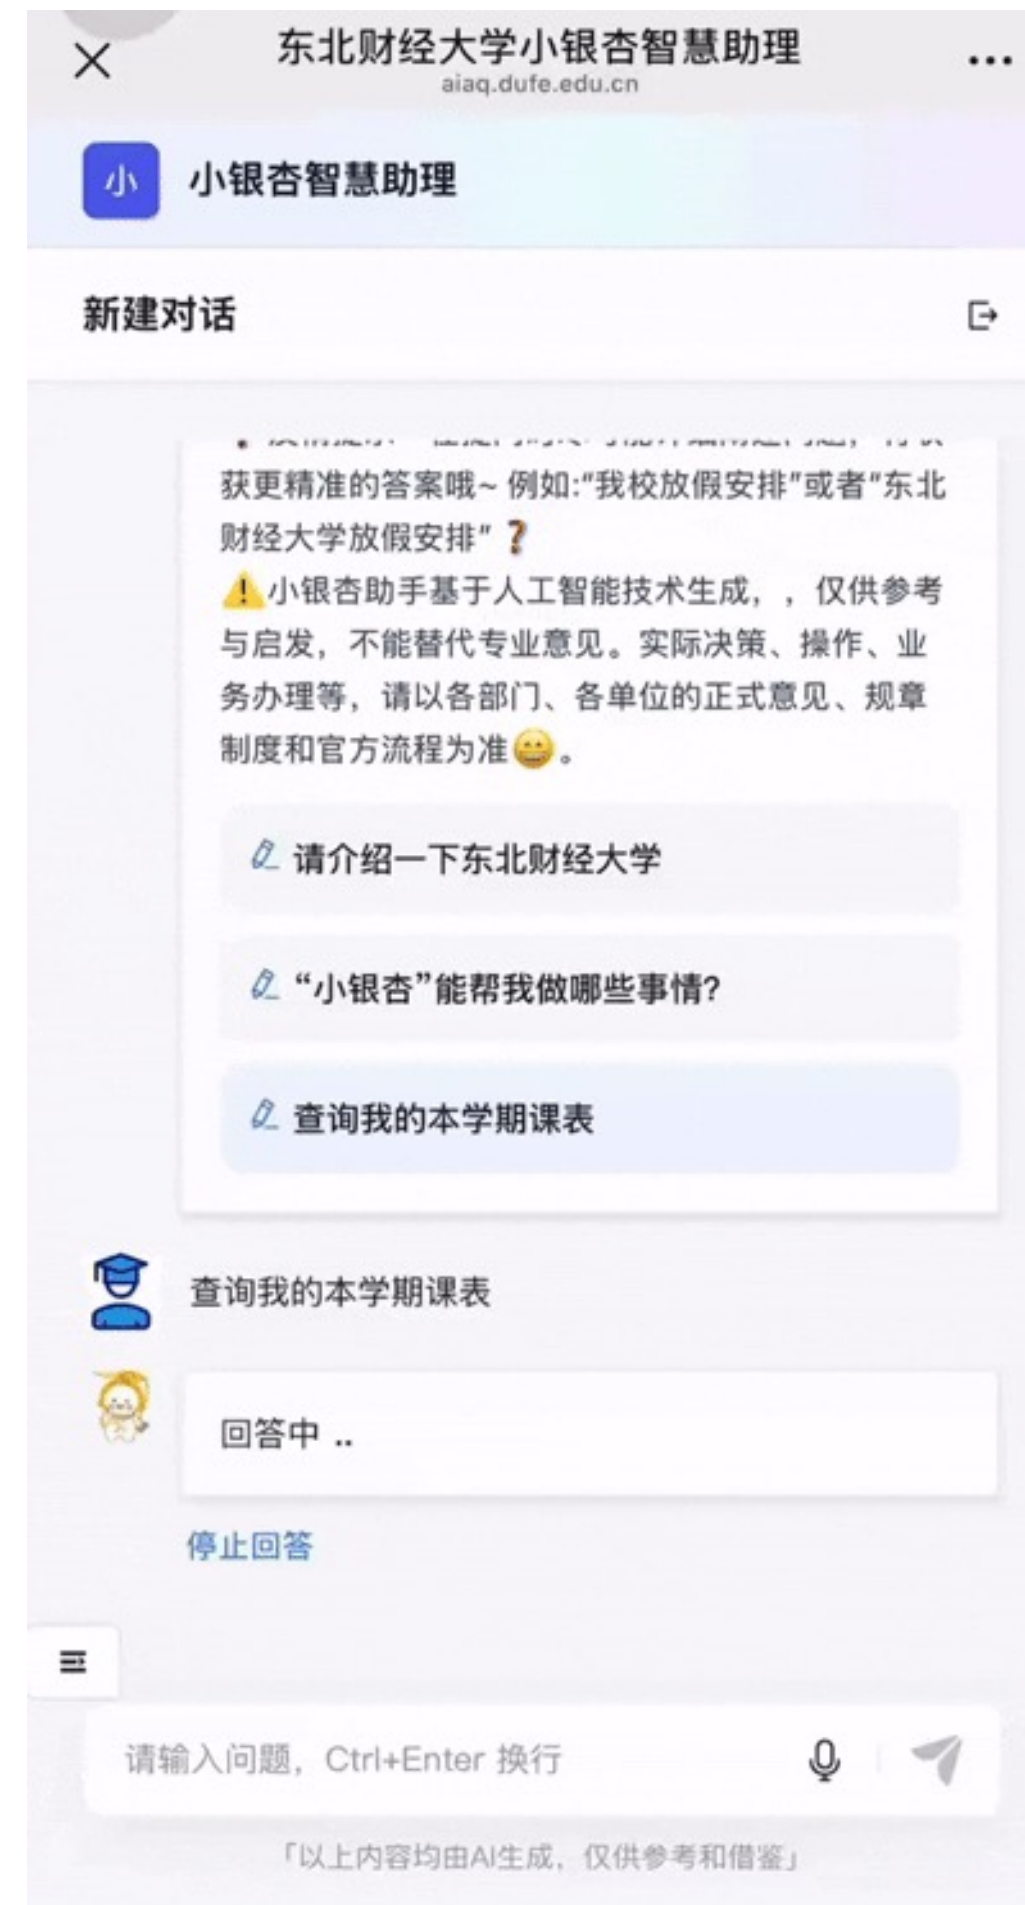 东北财经大学小银杏智慧助理
aiaq.dufe.edu.cn
小 小银杏智慧助理
新建对话
获更精准的答案哦~ 例如:"我校放假安排"或者"东北
财经大学放假安排" ❓
⚠️小银杏助手基于人工智能技术生成，，仅供参考
与启发，不能替代专业意见。实际决策、操作、业
务办理等，请以各部门、各单位的正式意见、规章
制度和官方流程为准😄。
请介绍一下东北财经大学
“小银杏”能帮我做哪些事情?
查询我的本学期课表
查询我的本学期课表
回答中 ..
停止回答
请输入问题，Ctrl+Enter 换行
「以上内容均由AI生成，仅供参考和借鉴」